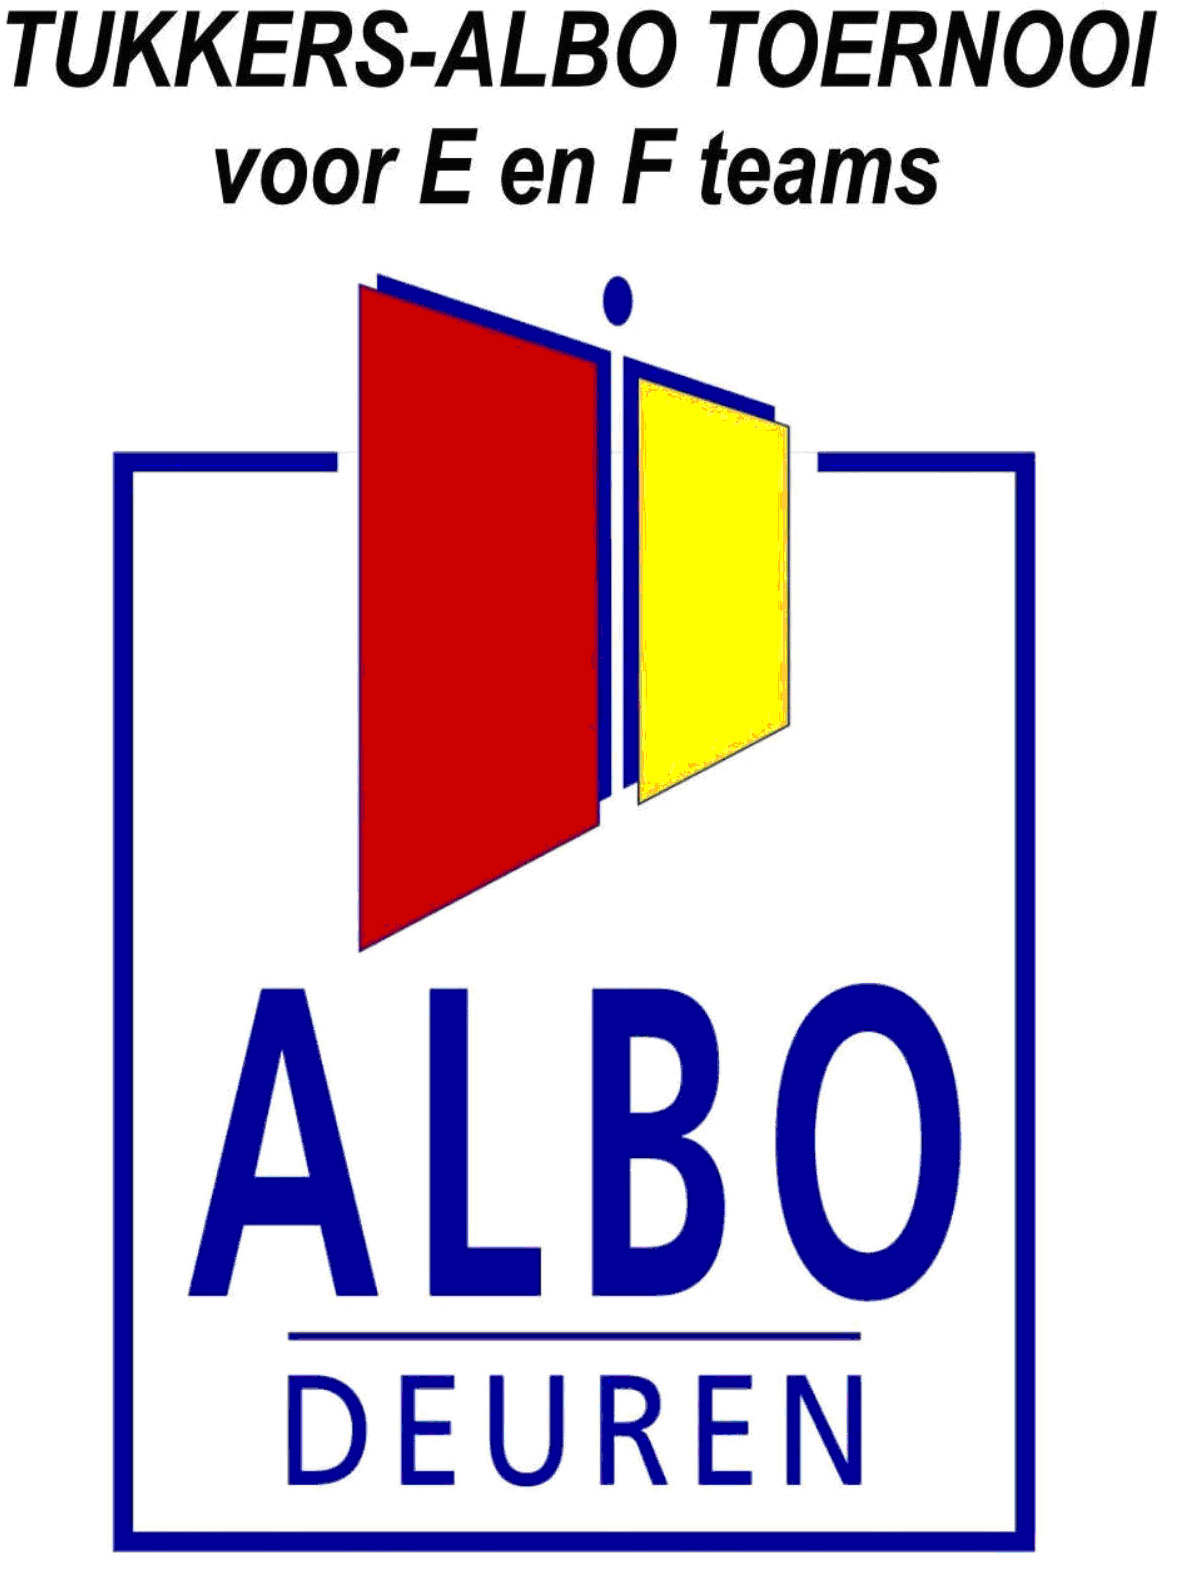 TUKKERS-ALBO TOERNOOI
voor E en F teams
ALBO
DEUREN